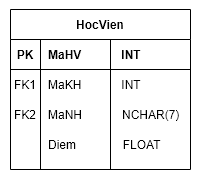 HocVien
PK MaHV INT
FK1 MaKH INT
FK2 MaNH NCHAR(7)
Diem FLOAT